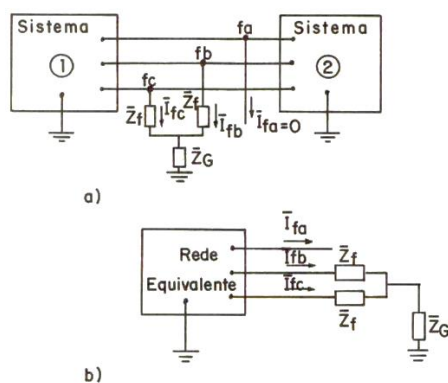 Sistema
Sistema
1
2
fa
fb
fc
Z̄f
Īfc
Z̄f
Īfb
Īfa=0
Z̄G
a)
Rede
Equivalente
Īfa
Īfb
Īfc
Z̄f
Z̄f
Z̄G
b)